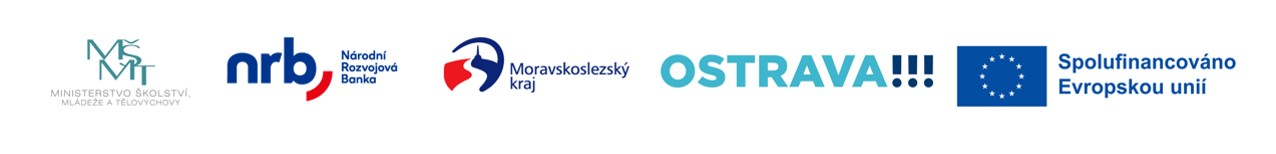 MŠMT
MINISTERSTVO ŠKOLSTVÍ,
MLÁDEŽE A TĚLOVÝCHOVY
nrb
Národní
Rozvojová
Banka
Moravskoslezský
kraj
OSTRAVA!!!
Spolufinancováno
Evropskou unií